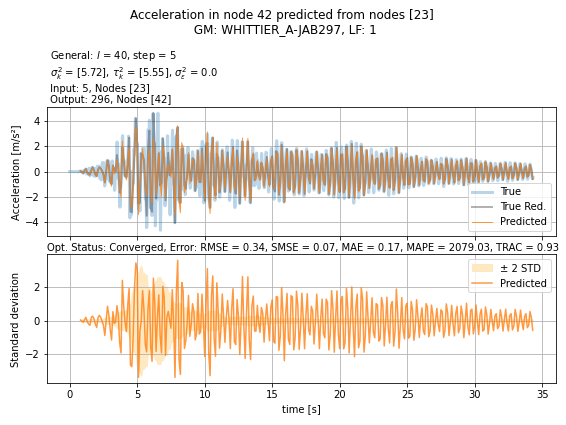 Acceleration in node 42 predicted from nodes [23]
GM: WHITTIER_A-JAB297, LF: 1
General: l = 40, step = 5
σ²ₖ = [5.72], τ²ₖ = [5.55], σ²ε = 0.0
Input: 5, Nodes [23]
Output: 296, Nodes [42]
Acceleration [m/s²]
4
2
0
−2
−4
True
True Red.
Predicted
Opt. Status: Converged, Error: RMSE = 0.34, SMSE = 0.07, MAE = 0.17, MAPE = 2079.03, TRAC = 0.93
Standard deviation
2
0
−2
± 2 STD
Predicted
0 5 10 15 20 25 30 35
time [s]